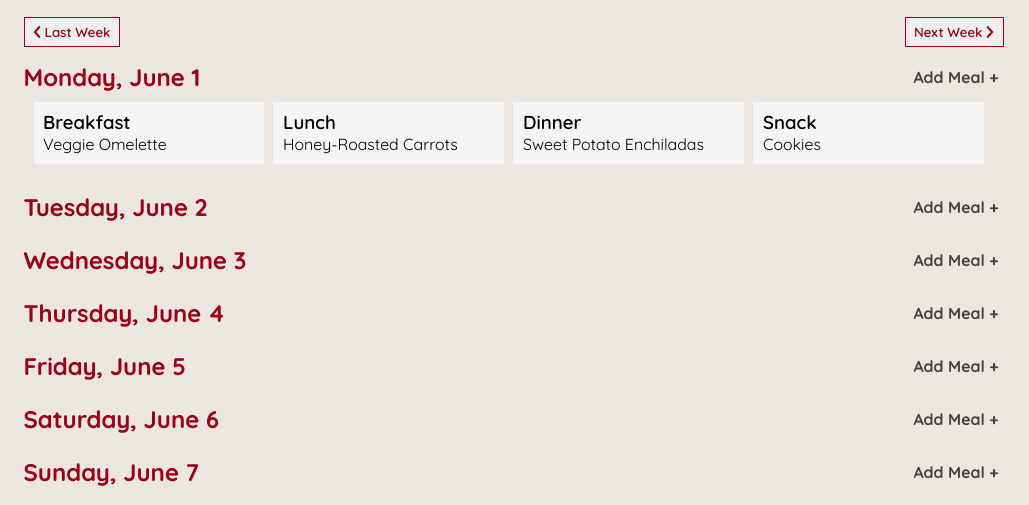 Last Week
Next Week
Monday, June 1
Add Meal +
Breakfast
Veggie Omelette
Lunch
Honey-Roasted Carrots
Dinner
Sweet Potato Enchiladas
Snack
Cookies
Tuesday, June 2
Add Meal +
Wednesday, June 3
Add Meal +
Thursday, June 4
Add Meal +
Friday, June 5
Add Meal +
Saturday, June 6
Add Meal +
Sunday, June 7
Add Meal +